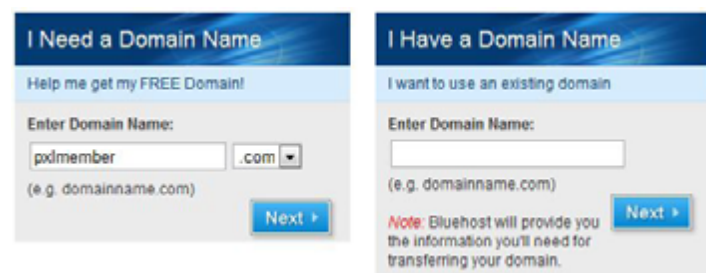 I Need a Domain Name
Help me get my FREE Domain!
Enter Domain Name:
pxlmember .com
(e.g. domainname.com)
Next
I Have a Domain Name
I want to use an existing domain
Enter Domain Name:
(e.g. domainname.com)
Note: Bluehost will provide you
the information you'll need for
transferring your domain.
Next